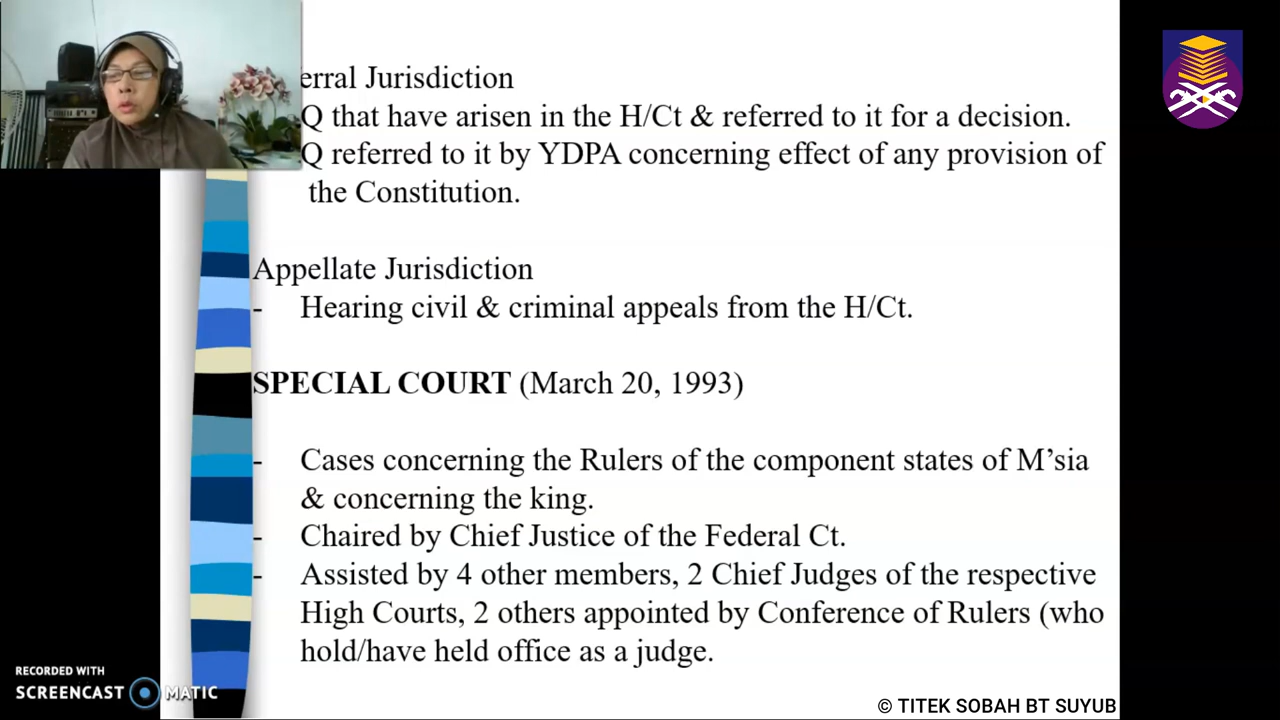 erral Jurisdiction
Q that have arisen in the H/Ct & referred to it for a decision.
Q referred to it by YDPA concerning effect of any provision of
the Constitution.
Appellate Jurisdiction
- Hearing civil & criminal appeals from the H/Ct.
SPECIAL COURT (March 20, 1993)
- Cases concerning the Rulers of the component states of M’sia
& concerning the king.
- Chaired by Chief Justice of the Federal Ct.
- Assisted by 4 other members, 2 Chief Judges of the respective
High Courts, 2 others appointed by Conference of Rulers (who
hold/have held office as a judge.
RECORDED WITH
SCREENCAST MATIC
© TITEK SOBAH BT SUYUB